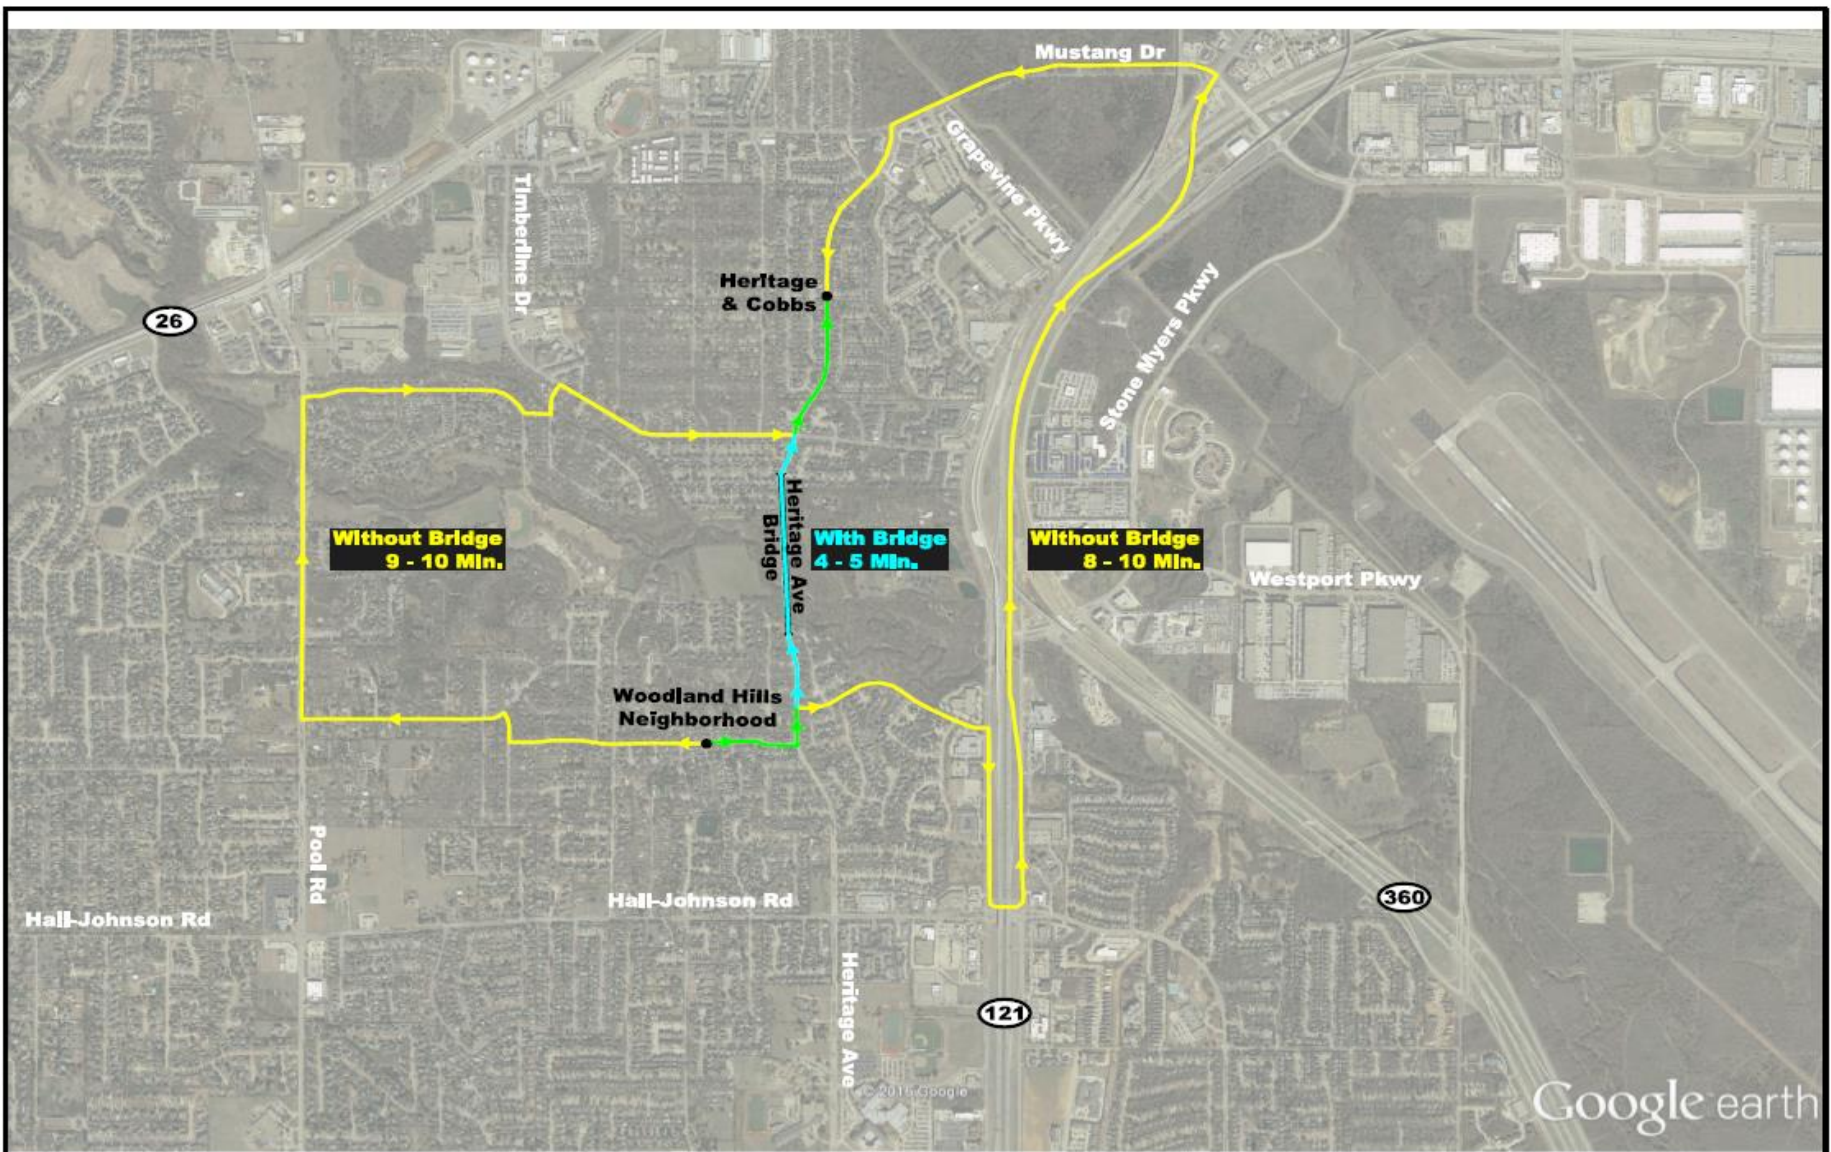 Mustang Dr
Grapevine Pkwy
Timberline Dr
Heritage
& Cobbs
26
Stone Myers Pkwy
Heritage Ave
Bridge
Without Bridge
9 - 10 Min.
With Bridge
4 - 5 Min.
Without Bridge
8 - 10 Min.
Westport Pkwy
Woodland Hills
Neighborhood
Pool Rd
Hall-Johnson Rd
Hall-Johnson Rd
360
Heritage Ave
121
© 2016 Google
Google earth